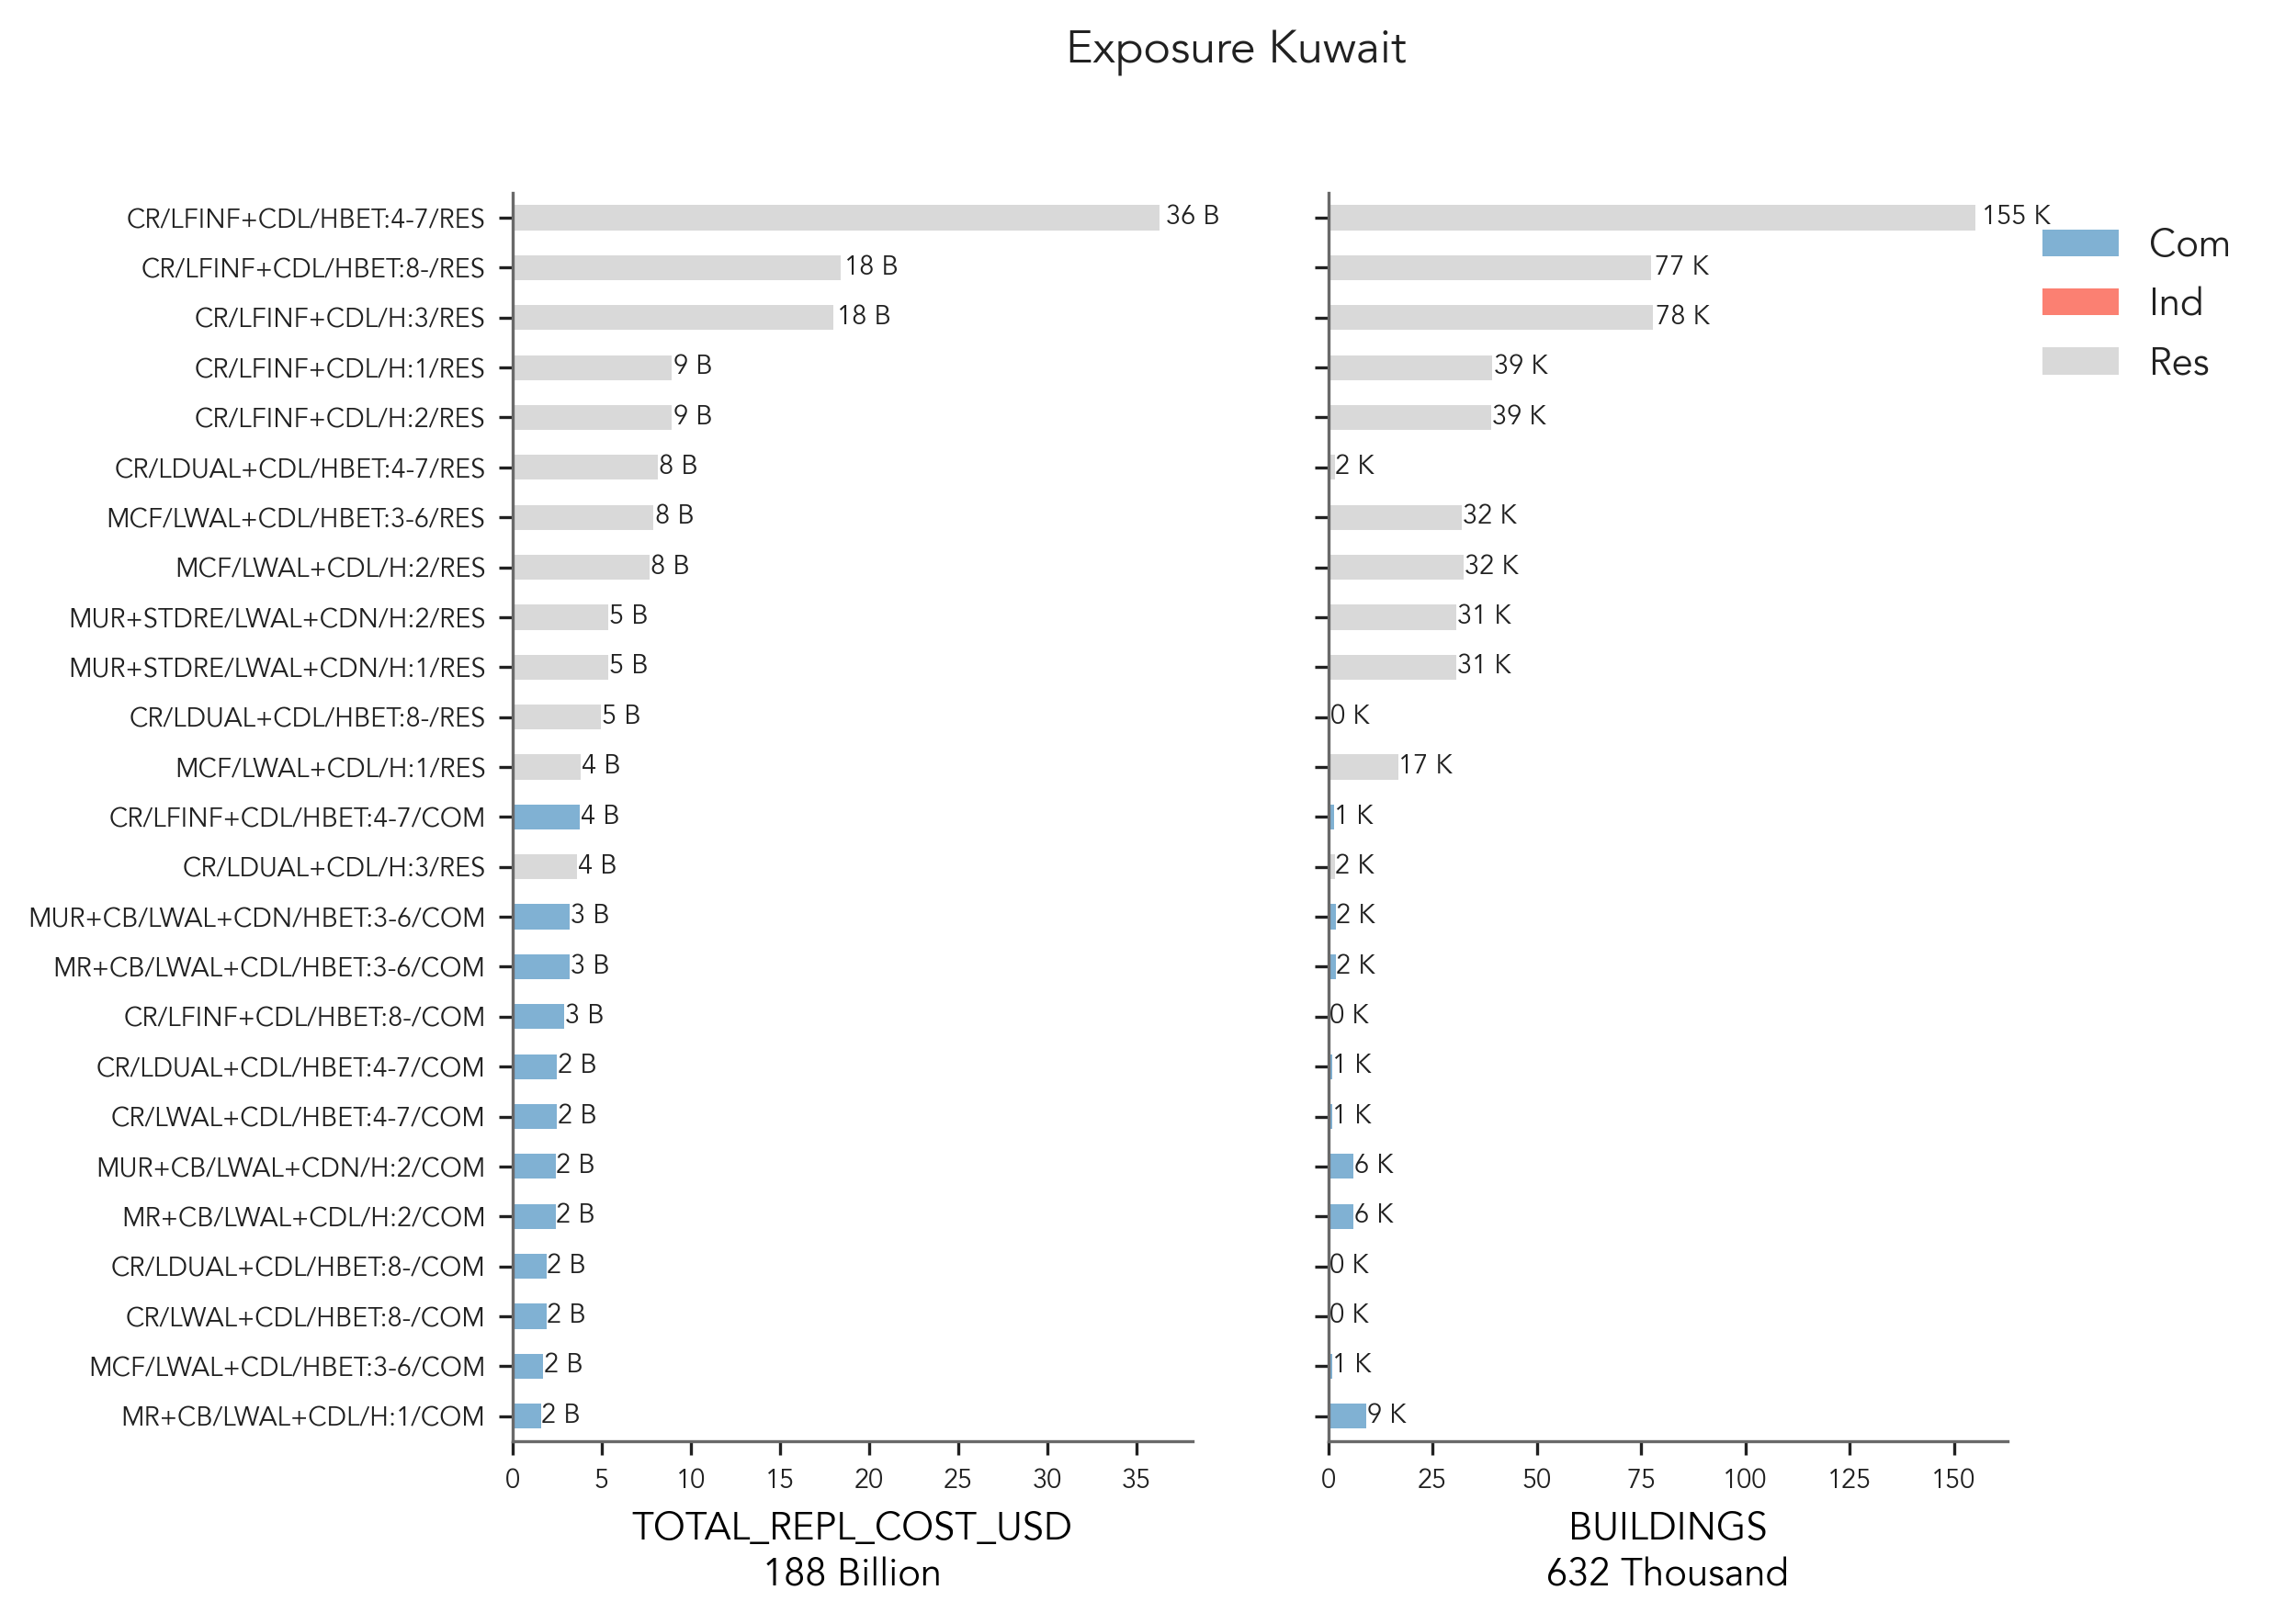 Exposure Kuwait
CR/LFINF+CDL/HBET:4-7/RES 36 B 155 K
CR/LFINF+CDL/HBET:8-/RES 18 B 77 K
CR/LFINF+CDL/H:3/RES 18 B 78 K
CR/LFINF+CDL/H:1/RES 9 B 39 K
CR/LFINF+CDL/H:2/RES 9 B 39 K
CR/LDUAL+CDL/HBET:4-7/RES 8 B 2 K
MCF/LWAL+CDL/HBET:3-6/RES 8 B 32 K
MCF/LWAL+CDL/H:2/RES 8 B 32 K
MUR+STDRE/LWAL+CDN/H:2/RES 5 B 31 K
MUR+STDRE/LWAL+CDN/H:1/RES 5 B 31 K
CR/LDUAL+CDL/HBET:8-/RES 5 B 0 K
MCF/LWAL+CDL/H:1/RES 4 B 17 K
CR/LFINF+CDL/HBET:4-7/COM 4 B 1 K
CR/LDUAL+CDL/H:3/RES 4 B 2 K
MUR+CB/LWAL+CDN/HBET:3-6/COM 3 B 2 K
MR+CB/LWAL+CDL/HBET:3-6/COM 3 B 2 K
CR/LFINF+CDL/HBET:8-/COM 3 B 0 K
CR/LDUAL+CDL/HBET:4-7/COM 2 B 1 K
CR/LWAL+CDL/HBET:4-7/COM 2 B 1 K
MUR+CB/LWAL+CDN/H:2/COM 2 B 6 K
MR+CB/LWAL+CDL/H:2/COM 2 B 6 K
CR/LDUAL+CDL/HBET:8-/COM 2 B 0 K
CR/LWAL+CDL/HBET:8-/COM 2 B 0 K
MCF/LWAL+CDL/HBET:3-6/COM 2 B 1 K
MR+CB/LWAL+CDL/H:1/COM 2 B 9 K
0 5 10 15 20 25 30 35
TOTAL_REPL_COST_USD
188 Billion
0 25 50 75 100 125 150
BUILDINGS
632 Thousand
Com
Ind
Res